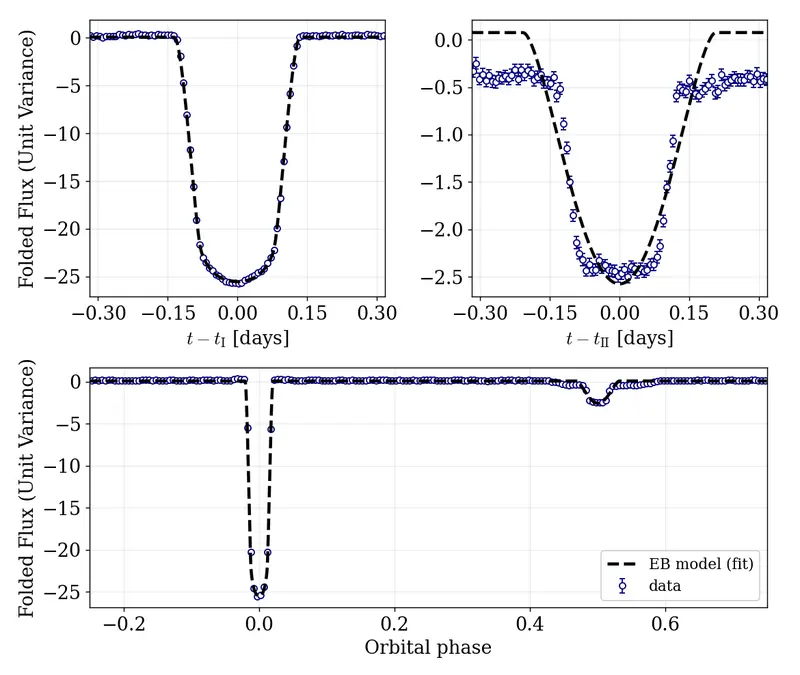 Folded Flux (Unit Variance)
0
−5
−10
−15
−20
−25
−0.30 −0.15 0.00 0.15 0.30
t − t_I [days]
0.0
−0.5
−1.0
−1.5
−2.0
−2.5
−0.30 −0.15 0.00 0.15 0.30
t − t_II [days]
Folded Flux (Unit Variance)
0
−5
−10
−15
−20
−25
−0.2 0.0 0.2 0.4 0.6
Orbital phase
EB model (fit)
data